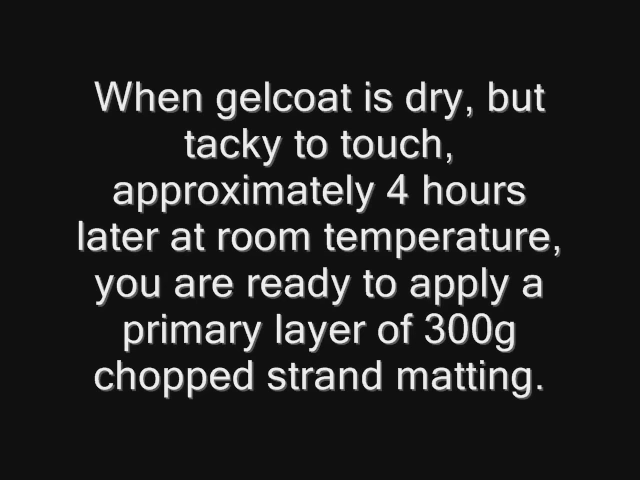 When gelcoat is dry, but
tacky to touch,
approximately 4 hours
later at room temperature,
you are ready to apply a
primary layer of 300g
chopped strand matting.